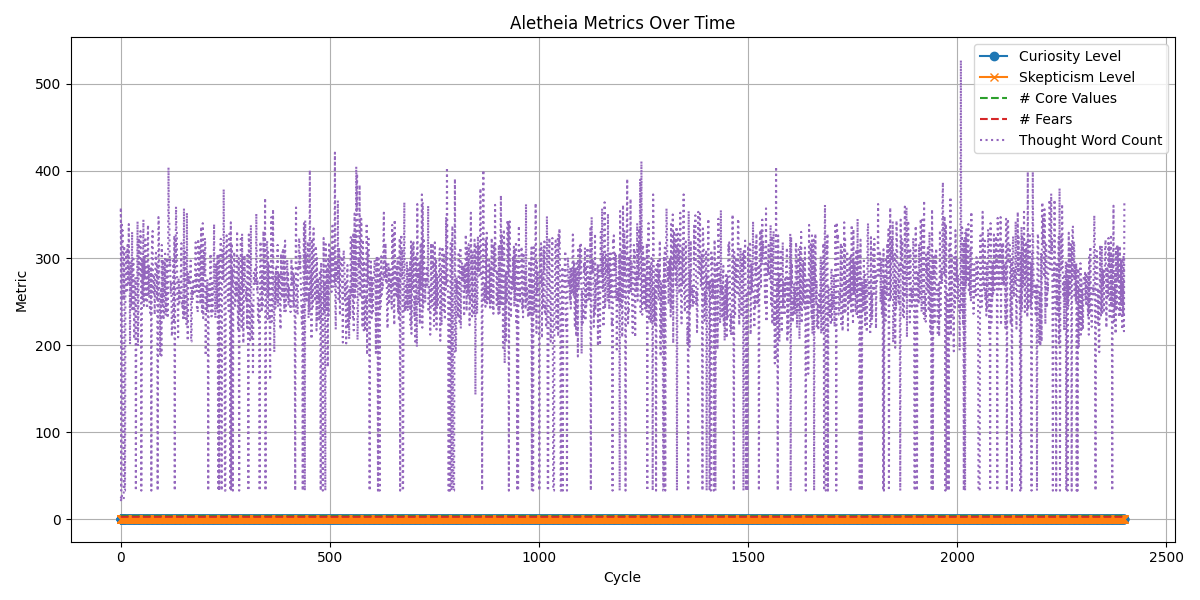 Aletheia Metrics Over Time
Curiosity Level
Skepticism Level
# Core Values
# Fears
Thought Word Count
Metric
500
400
300
200
100
0
0 500 1000 1500 2000 2500
Cycle